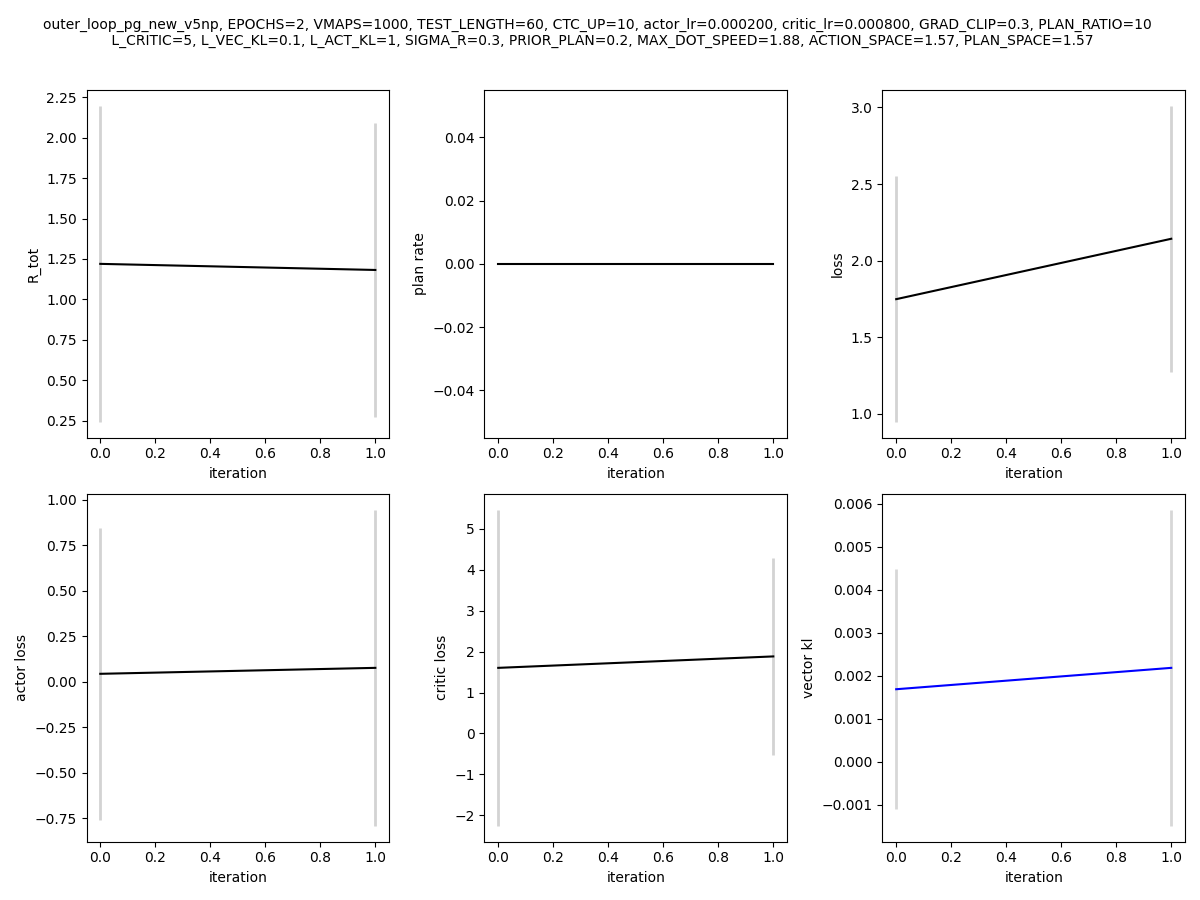 outer_loop_pg_new_v5np, EPOCHS=2, VMAPS=1000, TEST_LENGTH=60, CTC_UP=10, actor_lr=0.000200, critic_lr=0.000800, GRAD_CLIP=0.3, PLAN_RATIO=10
L_CRITIC=5, L_VEC_KL=0.1, L_ACT_KL=1, SIGMA_R=0.3, PRIOR_PLAN=0.2, MAX_DOT_SPEED=1.88, ACTION_SPACE=1.57, PLAN_SPACE=1.57
R_tot
2.25
2.00
1.75
1.50
1.25
1.00
0.75
0.50
0.25
0.0 0.2 0.4 0.6 0.8 1.0
iteration
plan rate
0.04
0.02
0.00
−0.02
−0.04
0.0 0.2 0.4 0.6 0.8 1.0
iteration
loss
3.0
2.5
2.0
1.5
1.0
0.0 0.2 0.4 0.6 0.8 1.0
iteration
actor loss
1.00
0.75
0.50
0.25
0.00
−0.25
−0.50
−0.75
0.0 0.2 0.4 0.6 0.8 1.0
iteration
critic loss
5
4
3
2
1
0
−1
−2
0.0 0.2 0.4 0.6 0.8 1.0
iteration
vector kl
0.006
0.005
0.004
0.003
0.002
0.001
0.000
−0.001
0.0 0.2 0.4 0.6 0.8 1.0
iteration